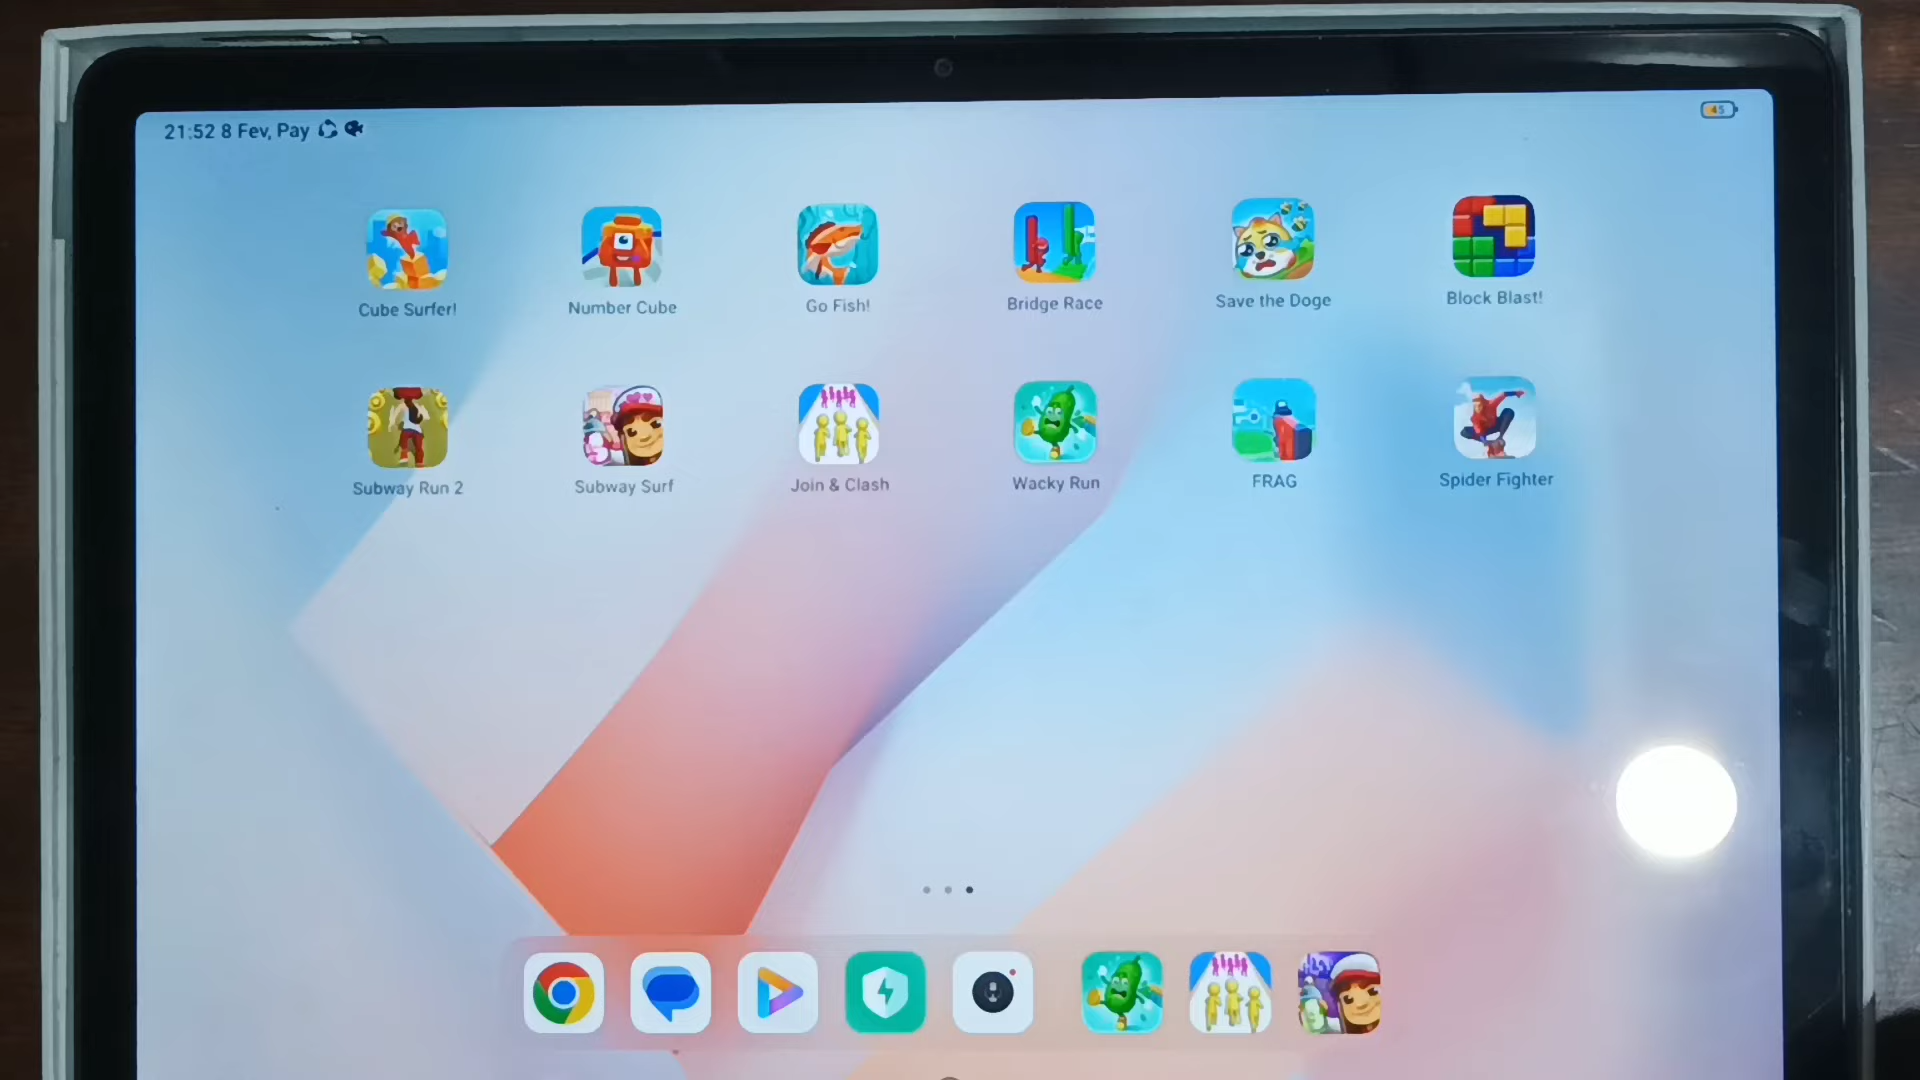 21:52 8 Fev, Pay
45
Cube Surfer!
Number Cube
Go Fish!
Bridge Race
Save the Doge
Block Blast!
Subway Run 2
Subway Surf
Join & Clash
Wacky Run
FRAG
Spider Fighter